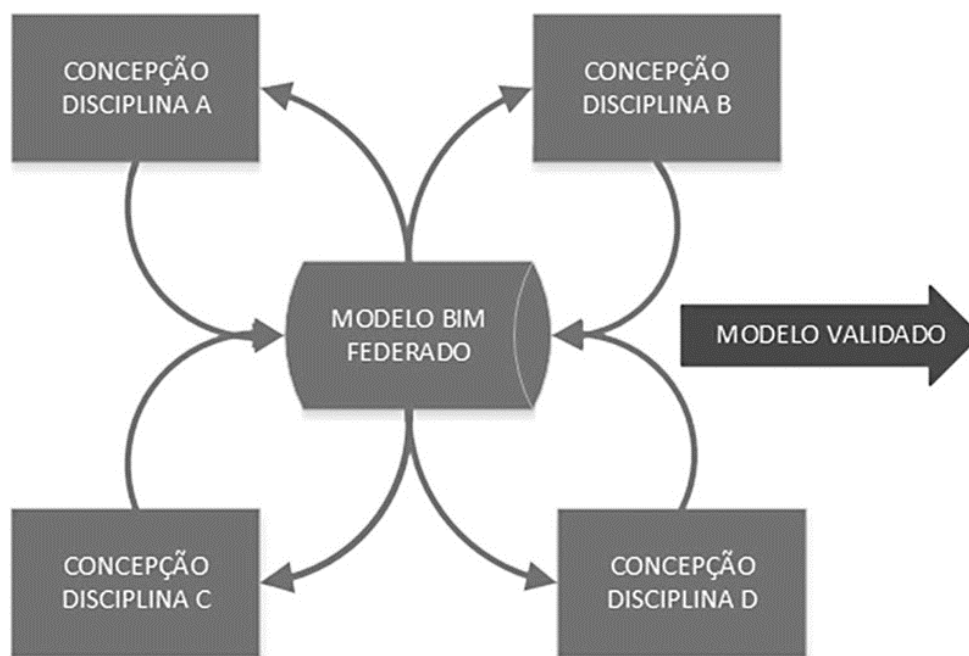 CONCEPÇÃO
DISCIPLINA A
CONCEPÇÃO
DISCIPLINA B
MODELO BIM
FEDERADO
MODELO VALIDADO
CONCEPÇÃO
DISCIPLINA C
CONCEPÇÃO
DISCIPLINA D